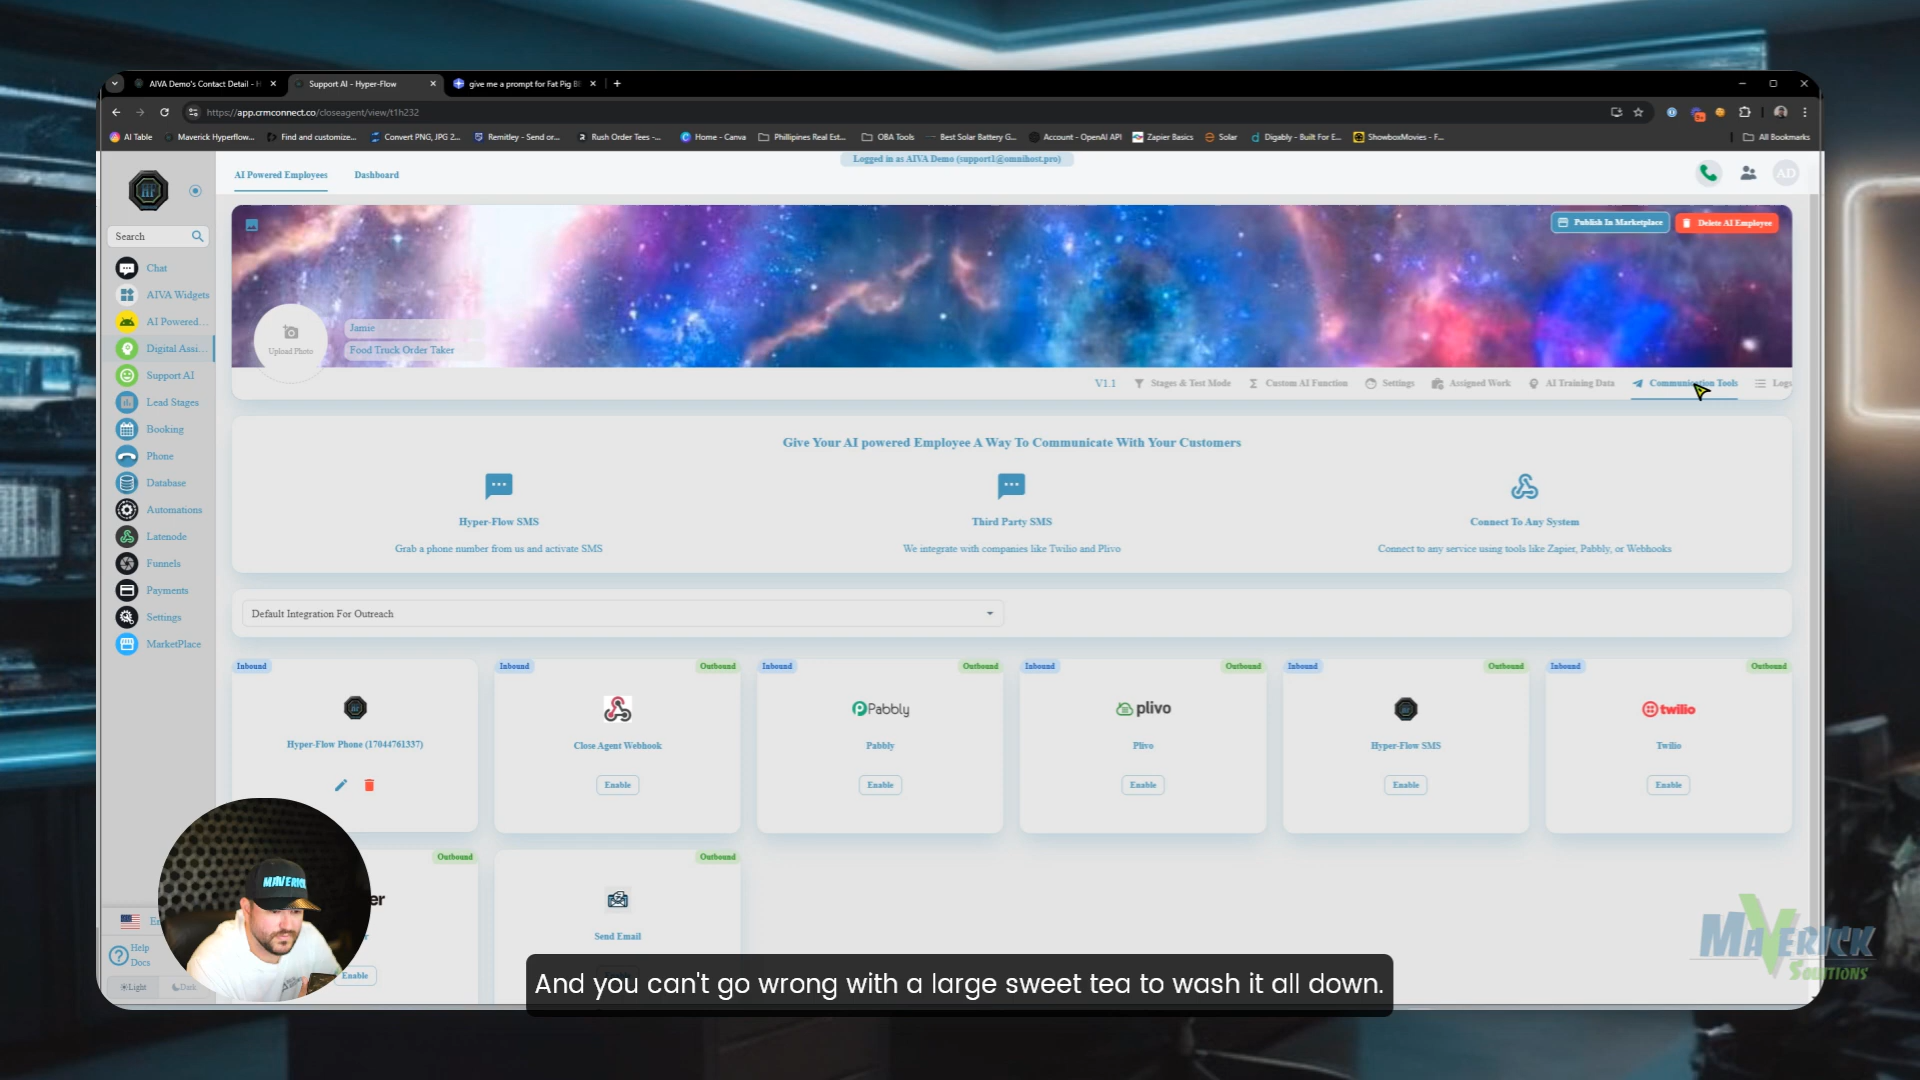 AIVA Demo's Contact Detail - H
Support AI - Hyper-Flow
give me a prompt for Fat Pig B
https://app.crmconnect.co/closeagent/view/t1h232
AI Table
Maverick Hyperflow...
Find and customize...
Convert PNG, JPG 2...
Remitley - Send or...
Rush Order Tees -...
Home - Canva
Phillipines Real Est...
OBA Tools
Best Solar Battery G...
Account - OpenAI API
Zapier Basics
Solar
Digably - Built For E...
ShowboxMovies - F...
All Bookmarks
Logged in as AIVA Demo (support1@omnihost.pro)
AI Powered Employees
Dashboard
AD
Search
Chat
AIVA Widgets
AI Powered...
Digital Assi...
Support AI
Lead Stages
Booking
Phone
Database
Automations
Latenode
Funnels
Payments
Settings
MarketPlace
Help
Docs
Light
Dark
Publish In Marketplace
Delete AI Employee
Upload Photo
Jamie
Food Truck Order Taker
V1.1
Stages & Test Mode
Custom AI Function
Settings
Assigned Work
AI Training Data
Communication Tools
Logs
Give Your AI powered Employee A Way To Communicate With Your Customers
Hyper-Flow SMS
Grab a phone number from us and activate SMS
Third Party SMS
We integrate with companies like Twilio and Plivo
Connect To Any System
Connect to any service using tools like Zapier, Pabbly, or Webhooks
Default Integration For Outreach
Inbound
Hyper-Flow Phone (17044761337)
Inbound
Outbound
Close Agent Webhook
Enable
Inbound
Outbound
Pabbly
Pabbly
Enable
Inbound
Outbound
plivo
Plivo
Enable
Inbound
Outbound
Hyper-Flow SMS
Enable
Inbound
Outbound
twilio
Twilio
Enable
Outbound
er
r
Enable
Outbound
Send Email
MAVERICK
MAVERICK
SOLUTIONS
And you can't go wrong with a large sweet tea to wash it all down.